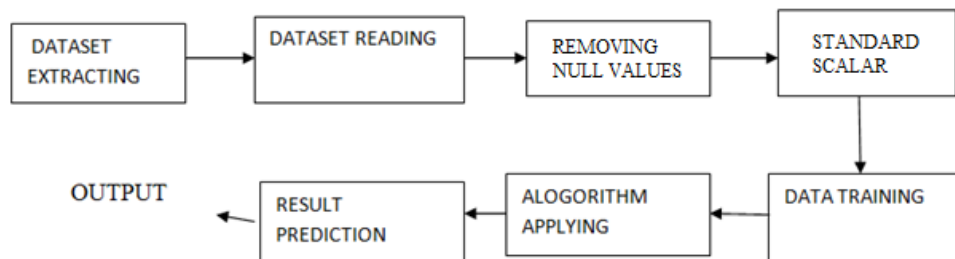 DATASET
EXTRACTING
DATASET READING
REMOVING
NULL VALUES
STANDARD
SCALAR
DATA TRAINING
ALOGORITHM
APPLYING
RESULT
PREDICTION
OUTPUT